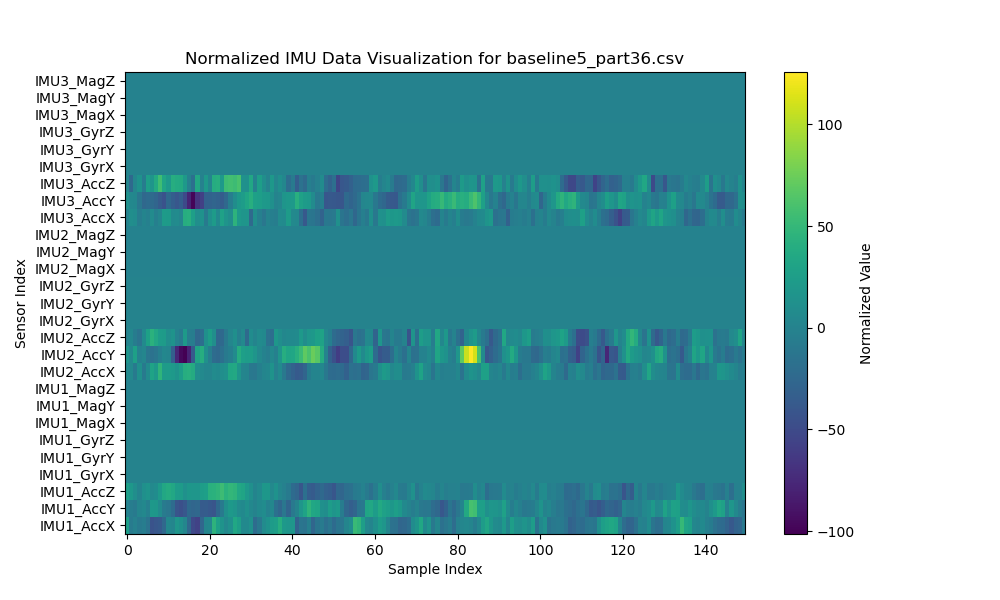 Normalized IMU Data Visualization for baseline5_part36.csv
IMU3_MagZ
IMU3_MagY
IMU3_MagX
IMU3_GyrZ
IMU3_GyrY
IMU3_GyrX
IMU3_AccZ
IMU3_AccY
IMU3_AccX
IMU2_MagZ
IMU2_MagY
IMU2_MagX
IMU2_GyrZ
IMU2_GyrY
IMU2_GyrX
IMU2_AccZ
IMU2_AccY
IMU2_AccX
IMU1_MagZ
IMU1_MagY
IMU1_MagX
IMU1_GyrZ
IMU1_GyrY
IMU1_GyrX
IMU1_AccZ
IMU1_AccY
IMU1_AccX
Sensor Index
0 20 40 60 80 100 120 140
Sample Index
100
50
0
−50
−100
Normalized Value